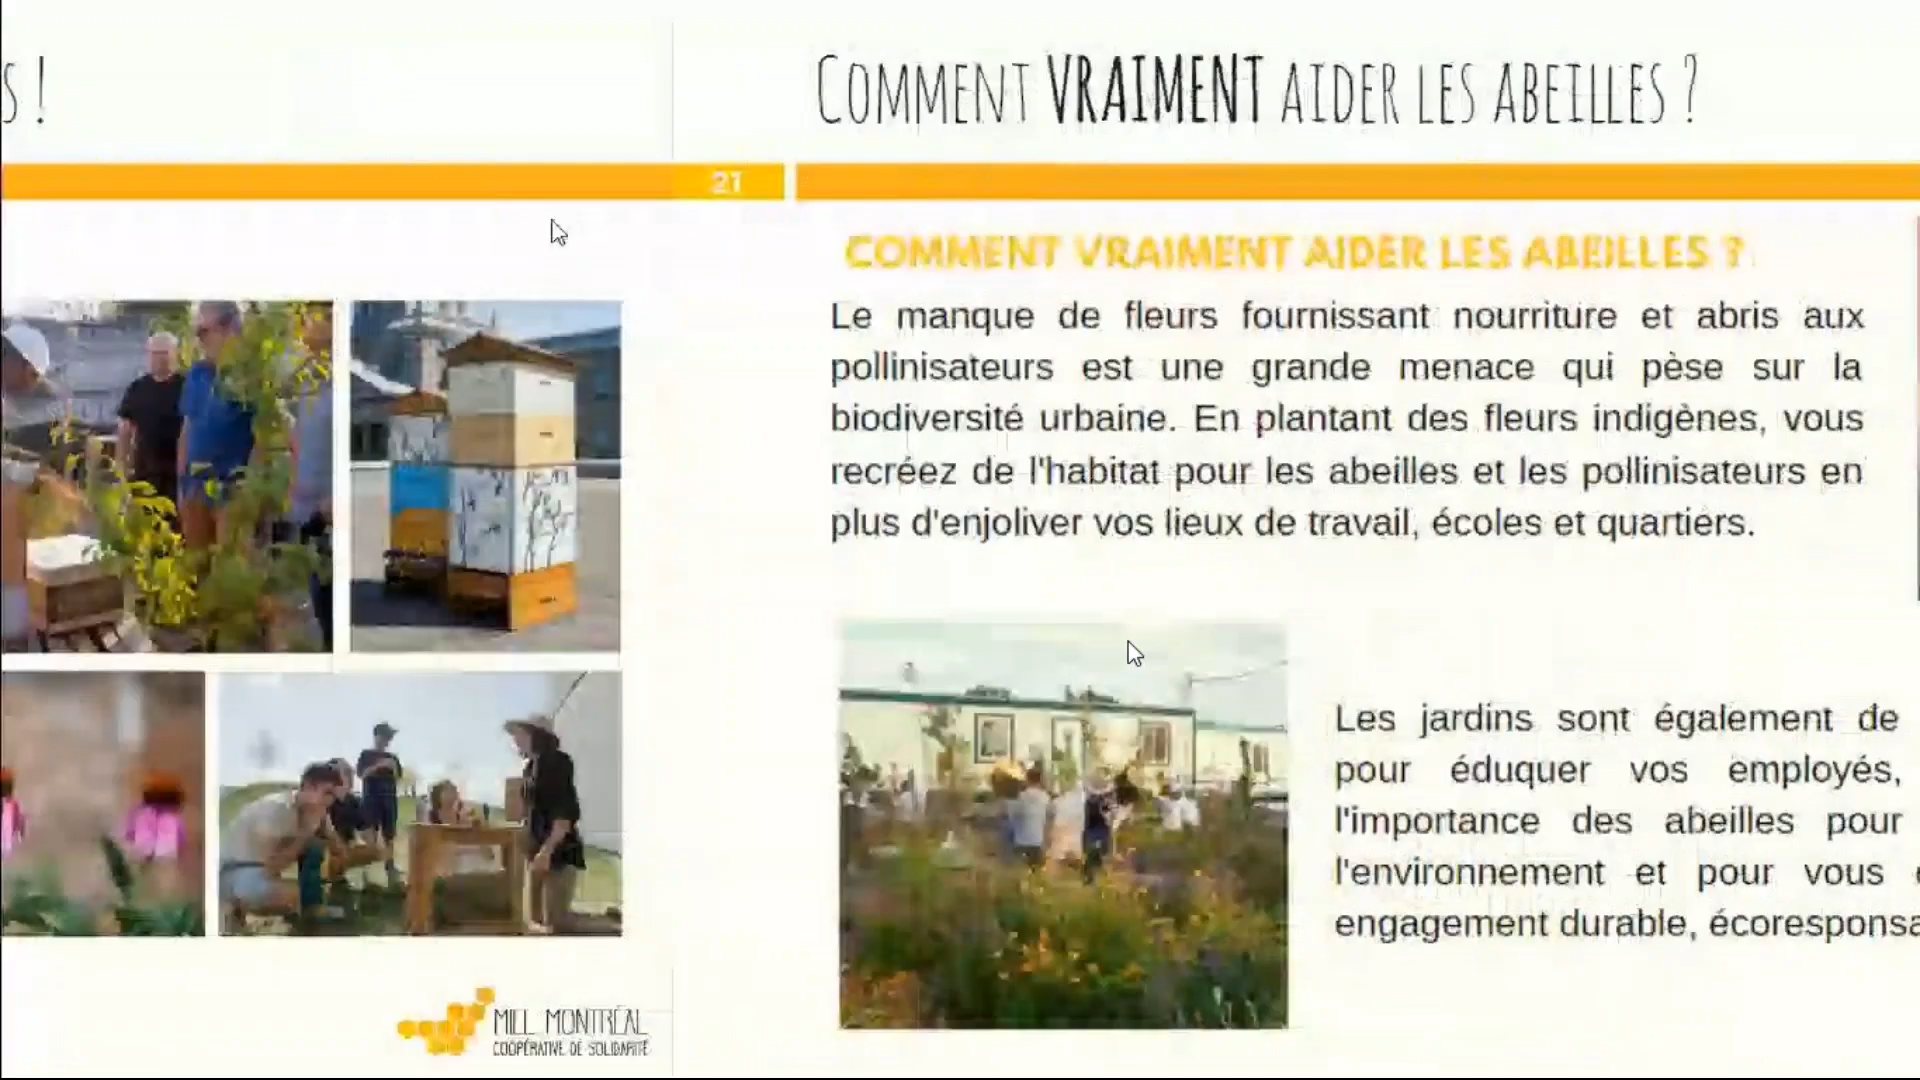 S !
COMMENT VRAIMENT AIDER LES ABEILLES ?
21
COMMENT VRAIMENT AIDER LES ABEILLES ?
Le manque de fleurs fournissant nourriture et abris aux
pollinisateurs est une grande menace qui pèse sur la
biodiversité urbaine. En plantant des fleurs indigènes, vous
recréez de l'habitat pour les abeilles et les pollinisateurs en
plus d'enjoliver vos lieux de travail, écoles et quartiers.
Les jardins sont également de
pour éduquer vos employés,
l'importance des abeilles pour
l'environnement et pour vous
engagement durable, écoresponsa
MIEL MONTRÉAL
COOPÉRATIVE DE SOLIDARITÉ